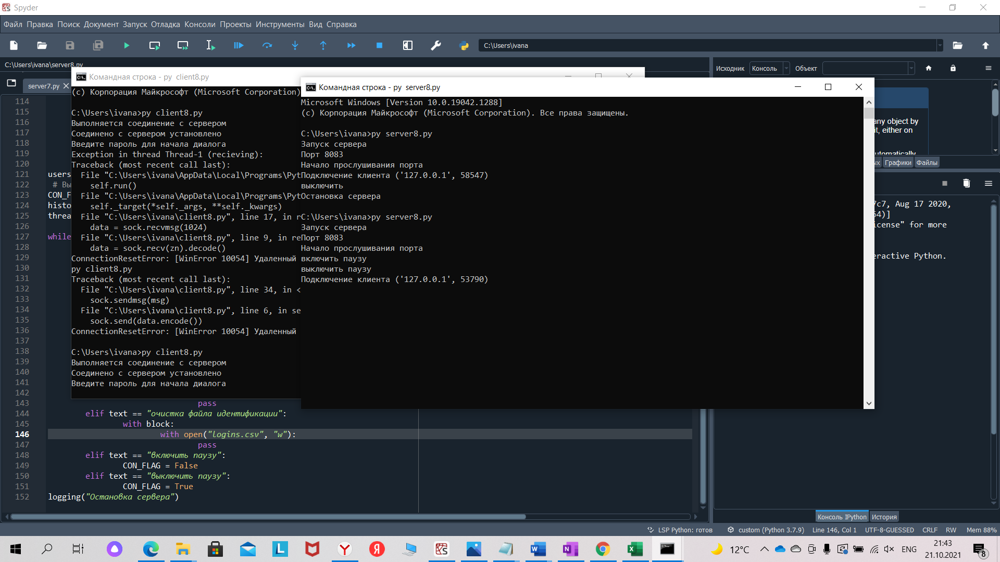 Spyder
Файл Правка Поиск Документ Запуск Отладка Консоли Проекты Инструменты Вид Справка
C:\Users\ivana
C:\Users\ivana\server8.py
Исходник Консоль Объект
server7.py
Командная строка - py client8.py
(c) Корпорация Майкрософт (Microsoft Corporation)
C:\Users\ivana>py client8.py
Выполняется соединение с сервером
Соединено с сервером установлено
Введите пароль для начала диалога
Exception in thread Thread-1 (recieving):
Traceback (most recent call last):
File "C:\Users\ivana\AppData\Local\Programs\Pyt
self.run()
File "C:\Users\ivana\AppData\Local\Programs\Pyt
self._target(*self._args, **self._kwargs)
File "C:\Users\ivana\client8.py", line 17, in r
data = sock.recvmsg(1024)
File "C:\Users\ivana\client8.py", line 9, in re
data = sock.recv(zn).decode()
ConnectionResetError: [WinError 10054] Удаленный
py client8.py
Traceback (most recent call last):
File "C:\Users\ivana\client8.py", line 34, in <
sock.sendmsg(msg)
File "C:\Users\ivana\client8.py", line 6, in se
sock.send(data.encode())
ConnectionResetError: [WinError 10054] Удаленный
C:\Users\ivana>py client8.py
Выполняется соединение с сервером
Соединено с сервером установлено
Введите пароль для начала диалога
Командная строка - py server8.py
Microsoft Windows [Version 10.0.19042.1288]
(c) Корпорация Майкрософт (Microsoft Corporation). Все права защищены.
C:\Users\ivana>py server8.py
Запуск сервера
Порт 8083
Начало прослушивания порта
Подключение клиента ('127.0.0.1', 58547)
выключить
Остановка сервера
C:\Users\ivana>py server8.py
Запуск сервера
Порт 8083
Начало прослушивания порта
включить паузу
выключить паузу
Подключение клиента ('127.0.0.1', 53790)
any object by
it, either on
utomatically
ых Графики Файлы
7c7, Aug 17 2020,
54)]
icense" for more
eractive Python.
114
115
116
117
118
119
120
121 users
122 # Вы
123 CON_F
124 histo
125 threa
126
127 while
128
129
130
131
132
133
134
135
136
137
138
139
140
141
142
143 pass
144 elif text == "очистка файла идентификации":
145 with block:
146 with open("logins.csv", "w"):
147 pass
148 elif text == "включить паузу":
149 CON_FLAG = False
150 elif text == "выключить паузу":
151 CON_FLAG = True
152 logging("Остановка сервера")
Консоль IPython История
LSP Python: готов custom (Python 3.7.9) Line 146, Col 1 UTF-8-GUESSED CRLF RW Mem 88%
12°C ENG 21:43
21.10.2021
8